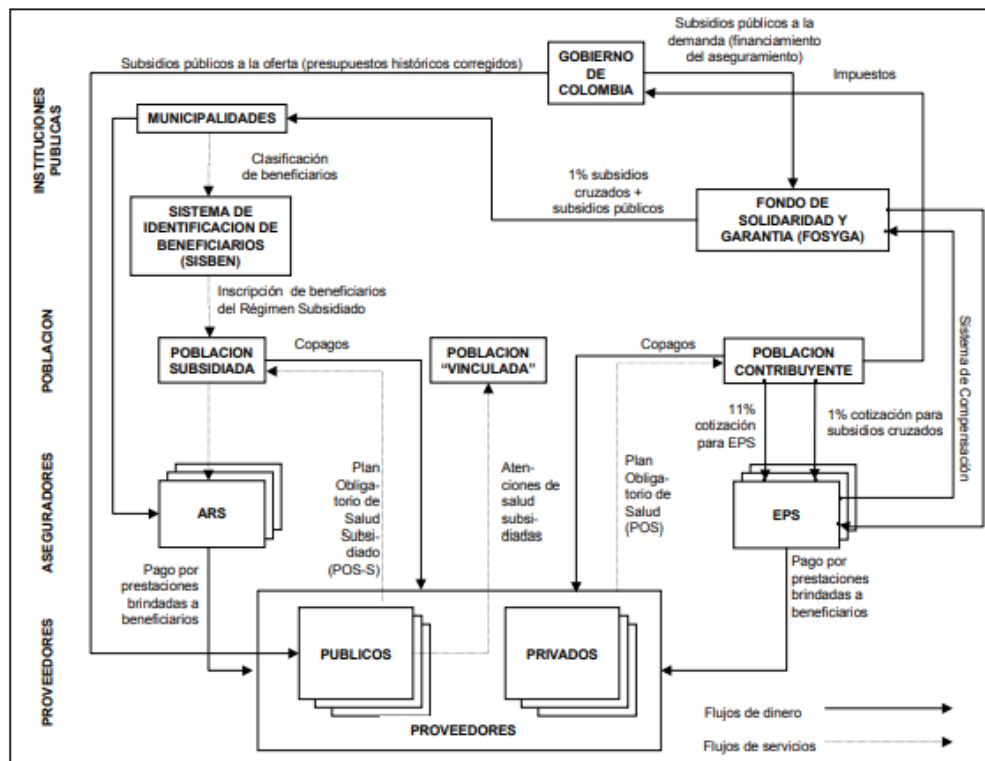 Subsidios públicos a la
demanda (financiamiento
del aseguramiento)
GOBIERNO
DE
COLOMBIA
Subsidios públicos a la oferta (presupuestos históricos corregidos)
Impuestos
INSTITUCIONES
PUBLICAS
MUNICIPALIDADES
Clasificación
de beneficiarios
1% subsidios
cruzados +
subsidios públicos
SISTEMA DE
IDENTIFICACION DE
BENEFICIARIOS
(SISBEN)
FONDO DE
SOLIDARIDAD Y
GARANTIA (FOSYGA)
Inscripción de beneficiarios
del Régimen Subsidiado
Sistema de Compensación
POBLACION
POBLACION
SUBSIDIADA
Copagos
POBLACION
“VINCULADA”
Copagos
POBLACION
CONTRIBUYENTE
11%
cotización
para EPS
1% cotización para
subsidios cruzados
ASEGURADORES
ARS
Plan
Obliga-
torio de
Salud
Subsi-
diado
(POS-S)
Aten-
ciones de
salud
subsi-
diadas
Plan
Obliga-
torio de
Salud
(POS)
EPS
Pago por
prestaciones
brindadas a
beneficiarios
Pago por
prestaciones
brindadas a
beneficiarios
PROVEEDORES
PUBLICOS
PRIVADOS
PROVEEDORES
Flujos de dinero
Flujos de servicios